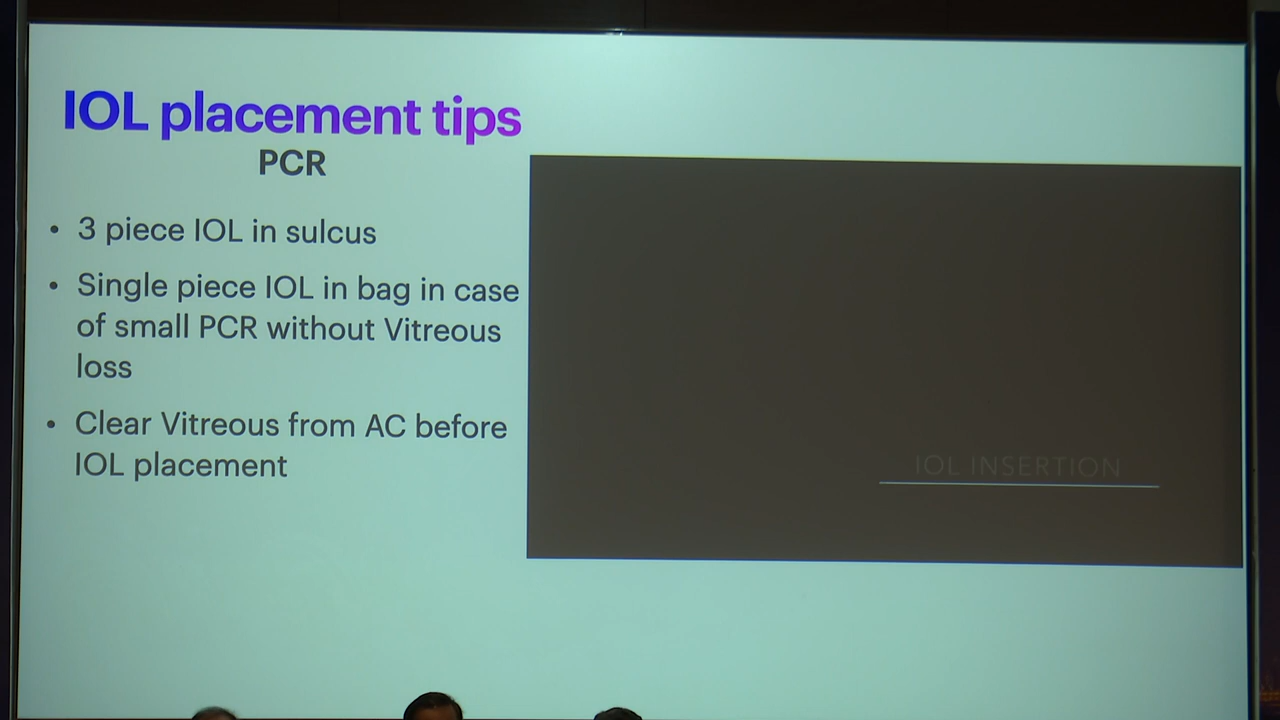 IOL placement tips
PCR
• 3 piece IOL in sulcus
• Single piece IOL in bag in case
of small PCR without Vitreous
loss
• Clear Vitreous from AC before
IOL placement
IOL INSERTION